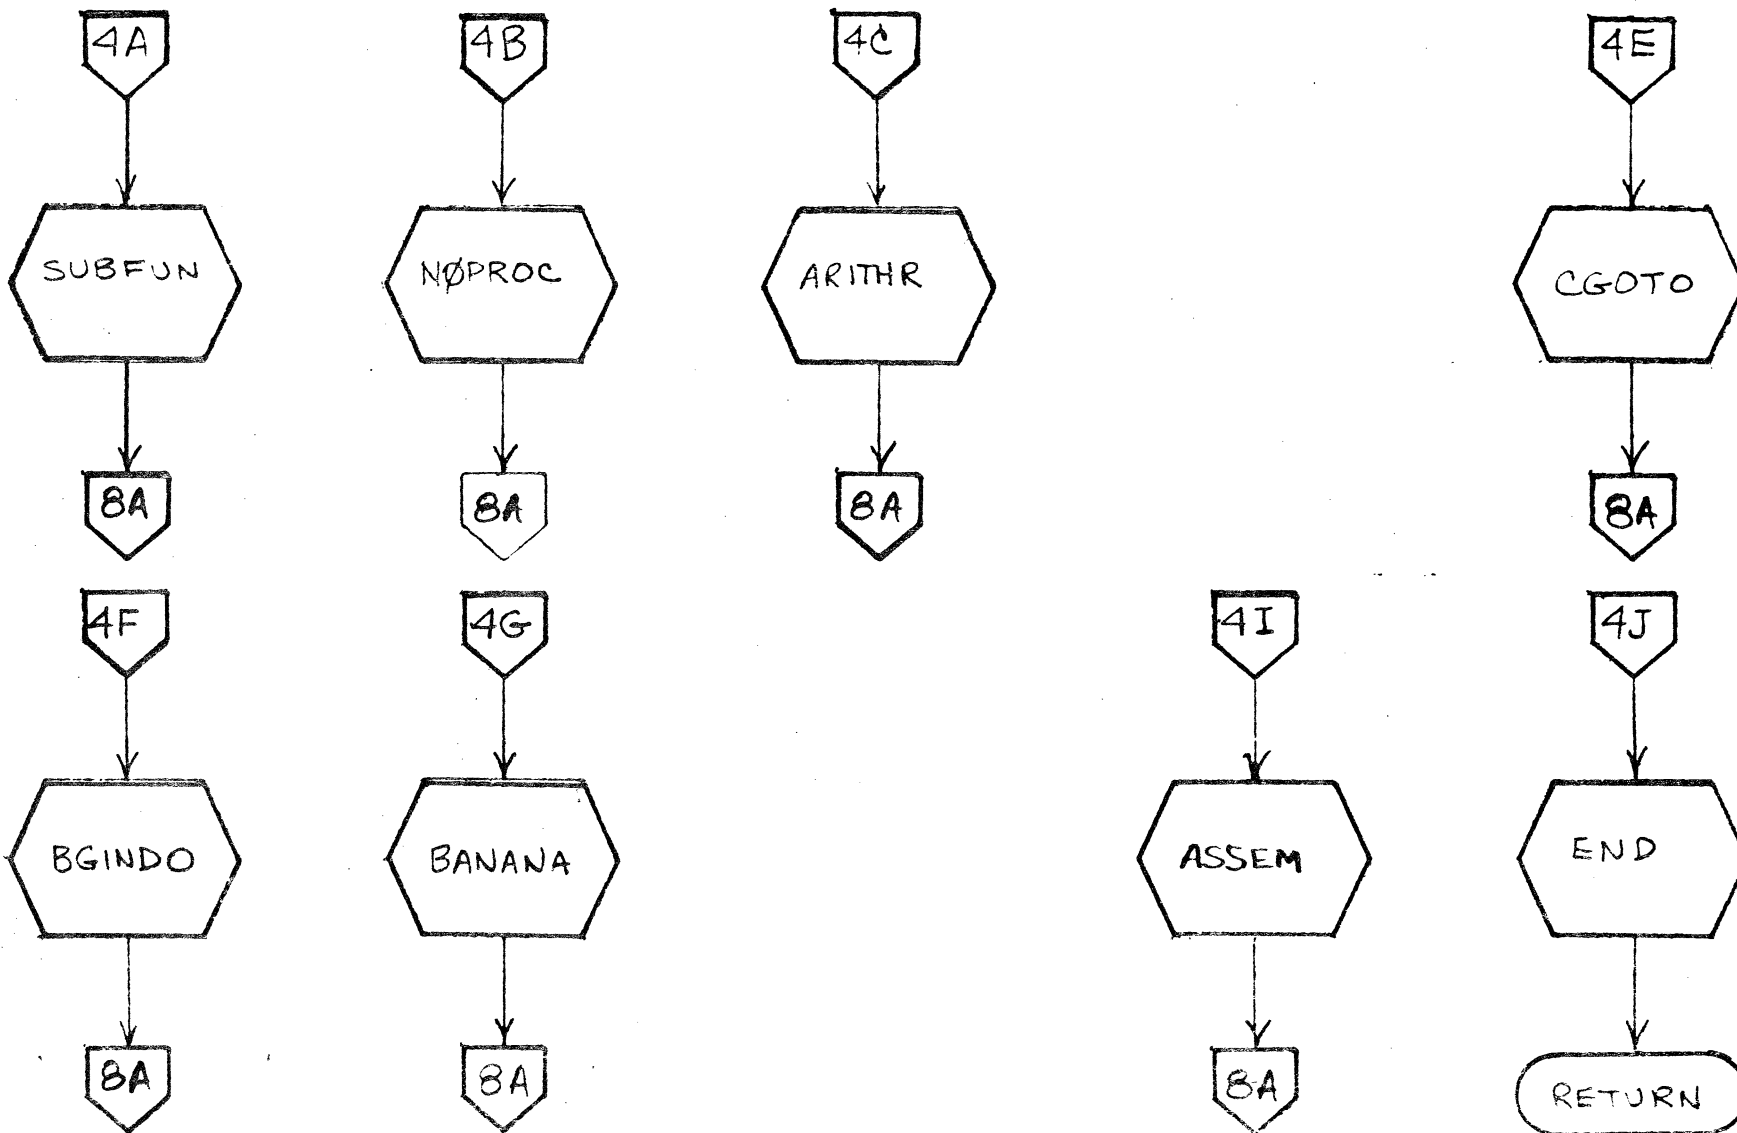 4A 4B 4C 4E
SUBFUN NØPROC ARITHR CGOTO
8A 8A 8A 8A
4F 4G 4I 4J
BGINDO BANANA ASSEM END
8A 8A 8A RETURN